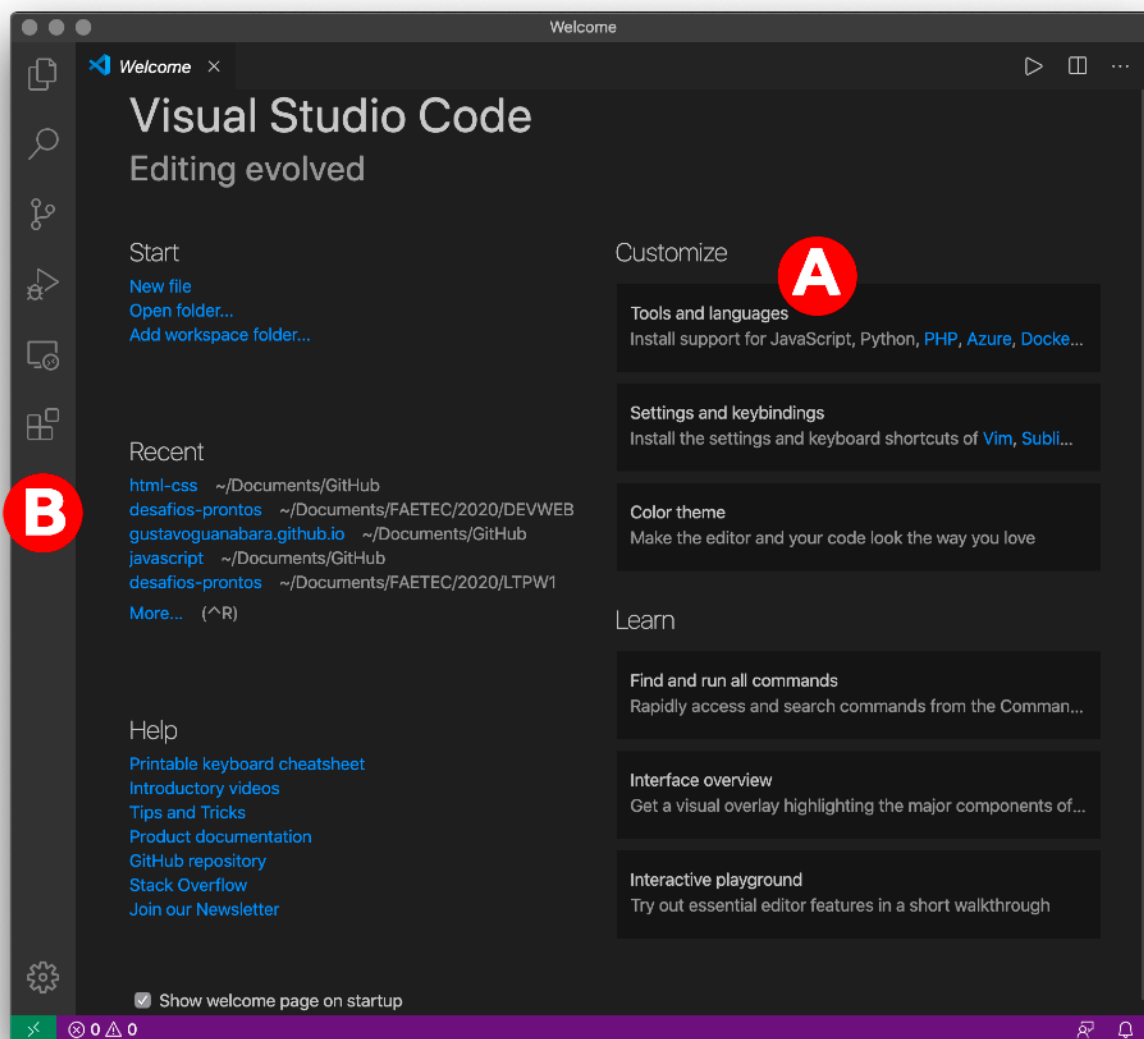 Welcome
Welcome
Visual Studio Code
Editing evolved
Start
New file
Open folder...
Add workspace folder...
Recent
html-css ~/Documents/GitHub
desafios-prontos ~/Documents/FAETEC/2020/DEVWEB
gustavoguanabara.github.io ~/Documents/GitHub
javascript ~/Documents/GitHub
desafios-prontos ~/Documents/FAETEC/2020/LTPW1
More... (^R)
Help
Printable keyboard cheatsheet
Introductory videos
Tips and Tricks
Product documentation
GitHub repository
Stack Overflow
Join our Newsletter
Show welcome page on startup
Customize
A
Tools and languages
Install support for JavaScript, Python, PHP, Azure, Docke...
Settings and keybindings
Install the settings and keyboard shortcuts of Vim, Subli...
Color theme
Make the editor and your code look the way you love
Learn
Find and run all commands
Rapidly access and search commands from the Comman...
Interface overview
Get a visual overlay highlighting the major components of...
Interactive playground
Try out essential editor features in a short walkthrough
B
0 0